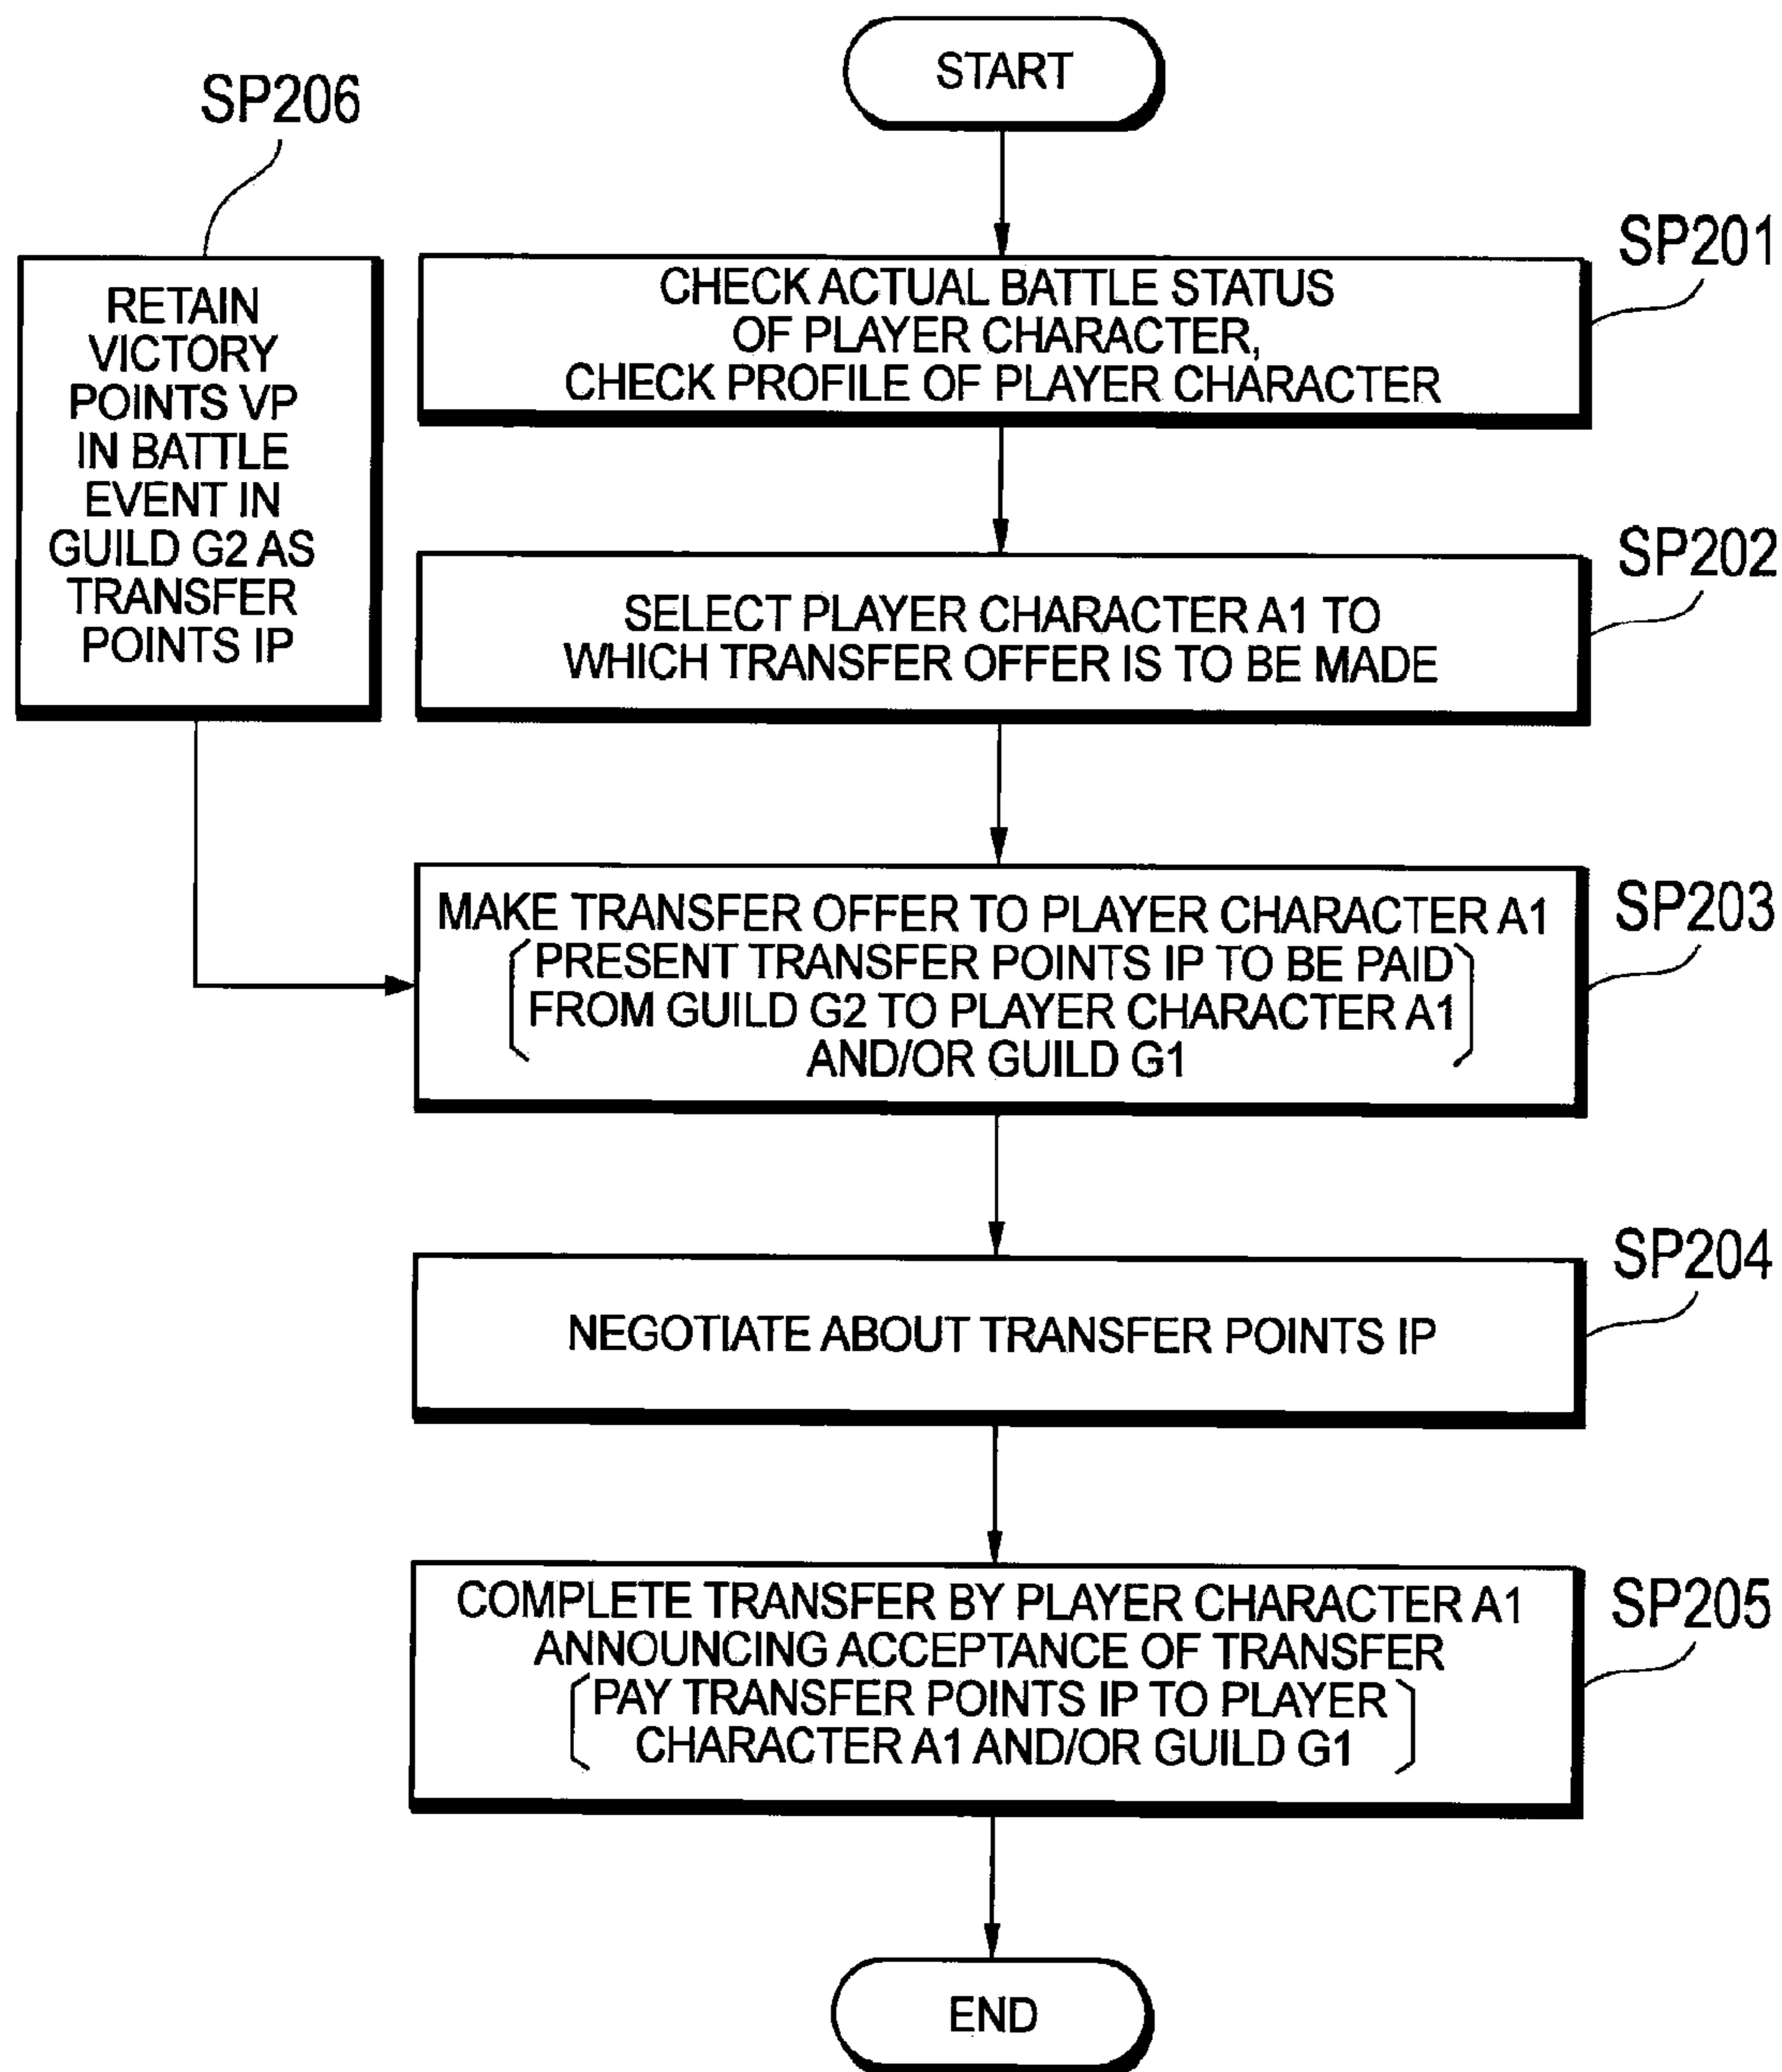 START
SP206
RETAIN
VICTORY
POINTS VP
IN BATTLE
EVENT IN
GUILD G2 AS
TRANSFER
POINTS IP
SP201
CHECK ACTUAL BATTLE STATUS
OF PLAYER CHARACTER,
CHECK PROFILE OF PLAYER CHARACTER
SP202
SELECT PLAYER CHARACTER A1 TO
WHICH TRANSFER OFFER IS TO BE MADE
SP203
MAKE TRANSFER OFFER TO PLAYER CHARACTER A1
PRESENT TRANSFER POINTS IP TO BE PAID
FROM GUILD G2 TO PLAYER CHARACTER A1
AND/OR GUILD G1
SP204
NEGOTIATE ABOUT TRANSFER POINTS IP
SP205
COMPLETE TRANSFER BY PLAYER CHARACTER A1
ANNOUNCING ACCEPTANCE OF TRANSFER
PAY TRANSFER POINTS IP TO PLAYER
CHARACTER A1 AND/OR GUILD G1
END